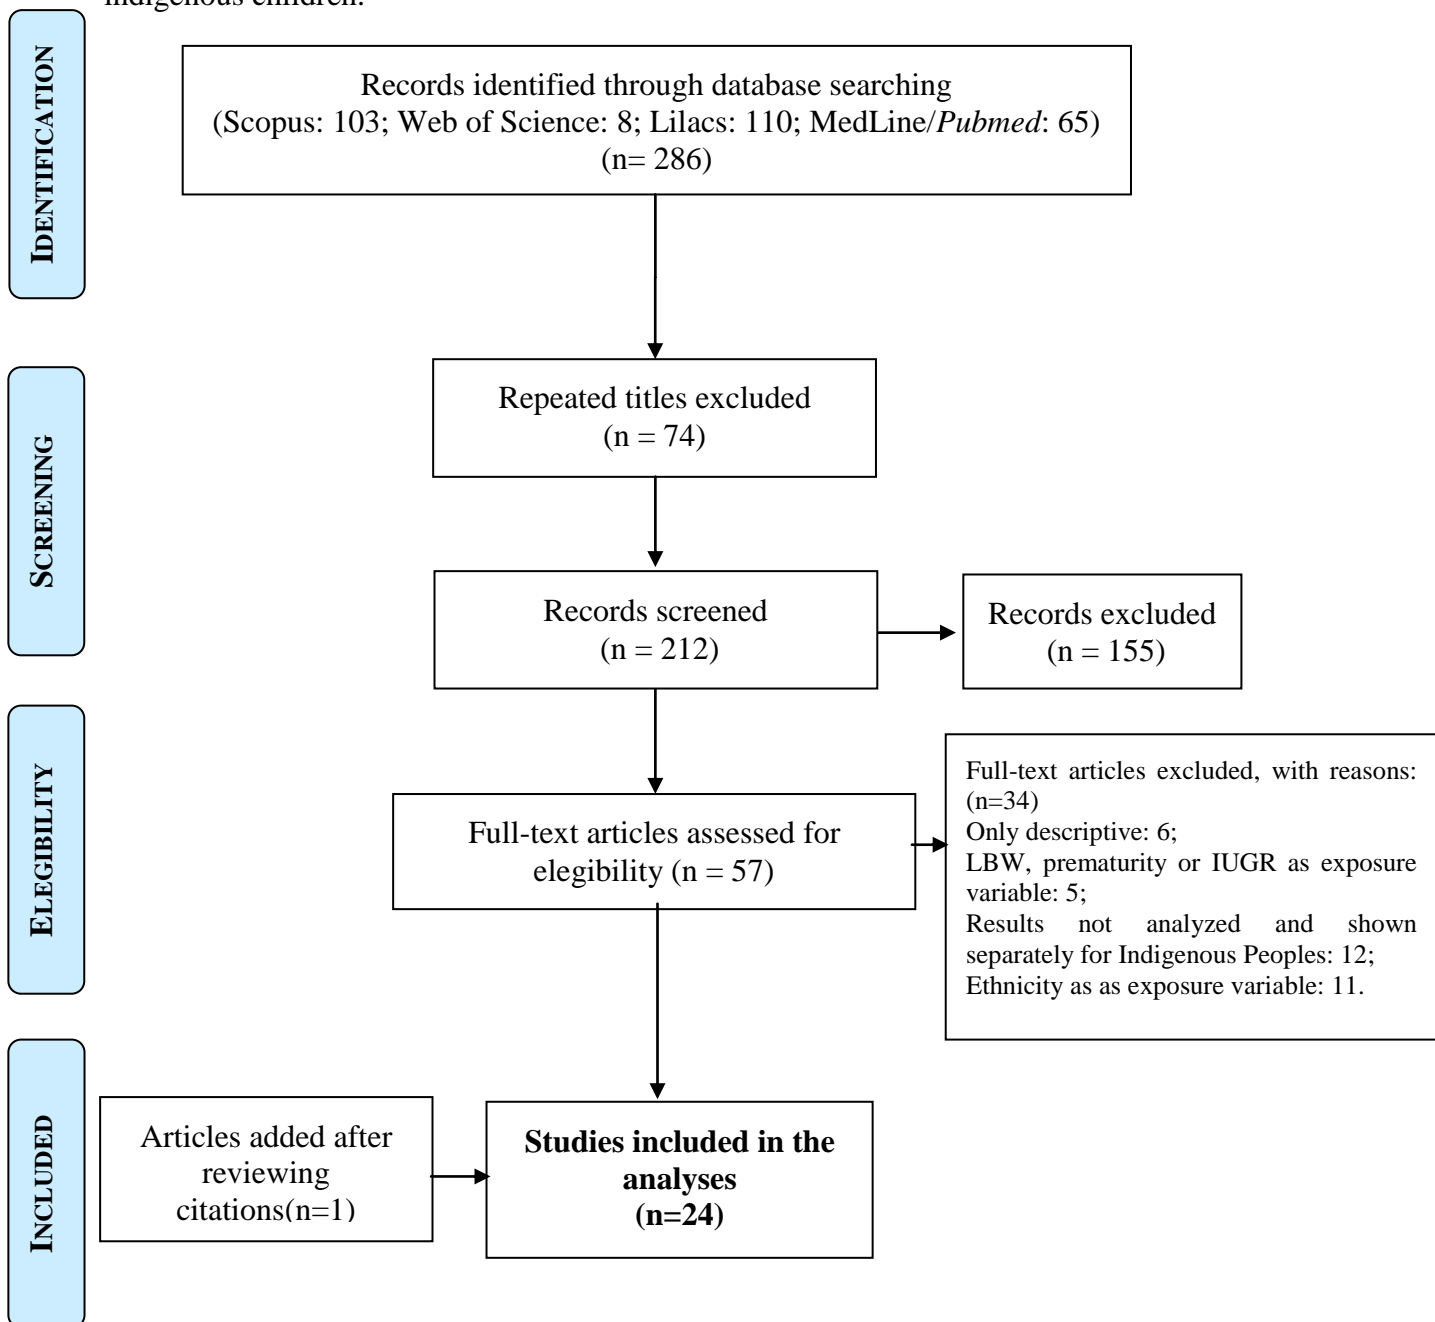 indigenous children.
IDENTIFICATION
Records identified through database searching
(Scopus: 103; Web of Science: 8; Lilacs: 110; MedLine/Pubmed: 65)
(n= 286)
SCREENING
Repeated titles excluded
(n = 74)
Records screened
(n = 212)
Records excluded
(n = 155)
ELEGIBILITY
Full-text articles assessed for
elegibility (n = 57)
Full-text articles excluded, with reasons:
(n=34)
Only descriptive: 6;
LBW, prematurity or IUGR as exposure
variable: 5;
Results not analyzed and shown
separately for Indigenous Peoples: 12;
Ethnicity as as exposure variable: 11.
INCLUDED
Articles added after
reviewing
citations(n=1)
Studies included in the
analyses
(n=24)